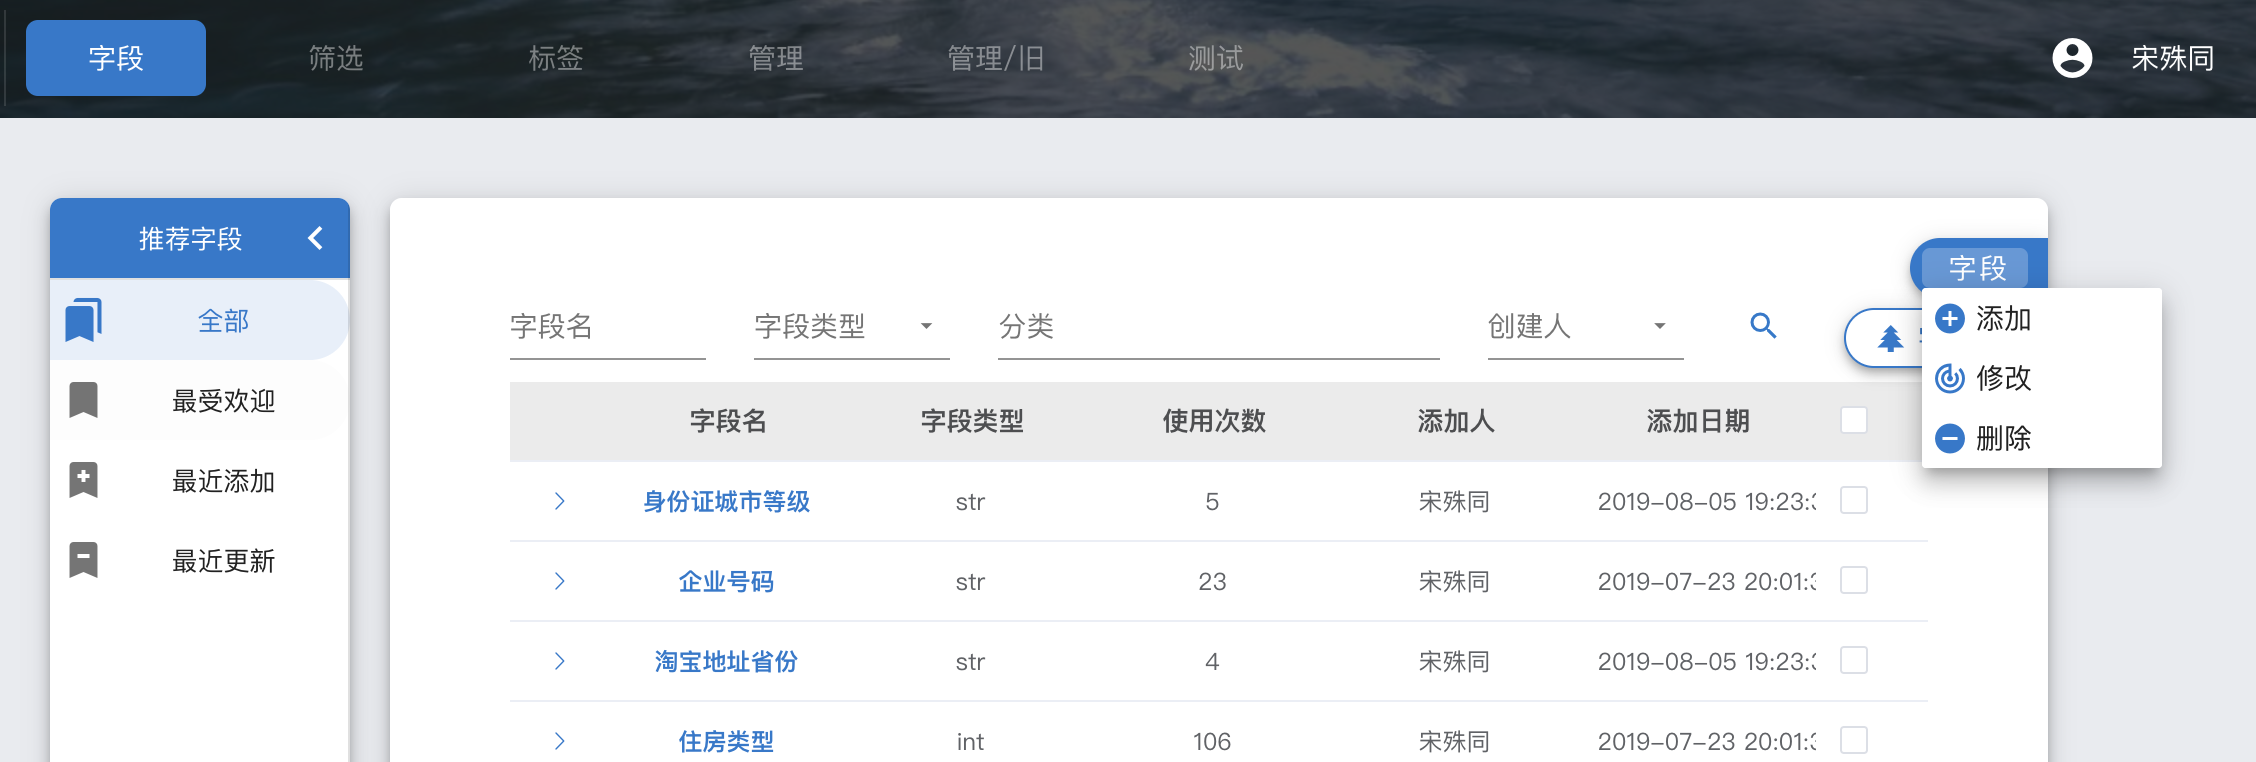 字段 筛选 标签 管理 管理/旧 测试 宋殊同
推荐字段
全部
最受欢迎
最近添加
最近更新
字段
添加
修改
删除
字段名 字段类型 分类 创建人
字段名 字段类型 使用次数 添加人 添加日期
身份证城市等级 str 5 宋殊同 2019-08-05 19:23:
企业号码 str 23 宋殊同 2019-07-23 20:01:
淘宝地址省份 str 4 宋殊同 2019-08-05 19:23:
住房类型 int 106 宋殊同 2019-07-23 20:01: